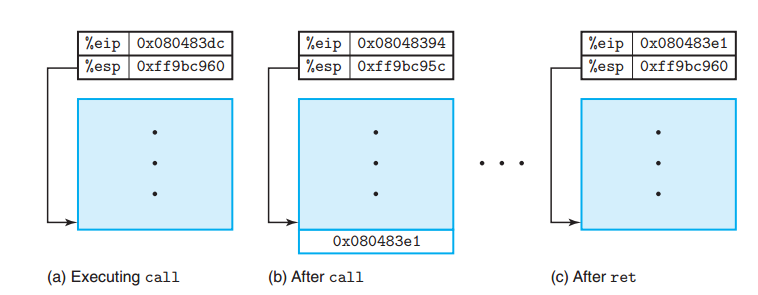 %eip 0x080483dc
%esp 0xff9bc960
(a) Executing call
%eip 0x08048394
%esp 0xff9bc95c
0x080483e1
(b) After call
%eip 0x080483e1
%esp 0xff9bc960
(c) After ret